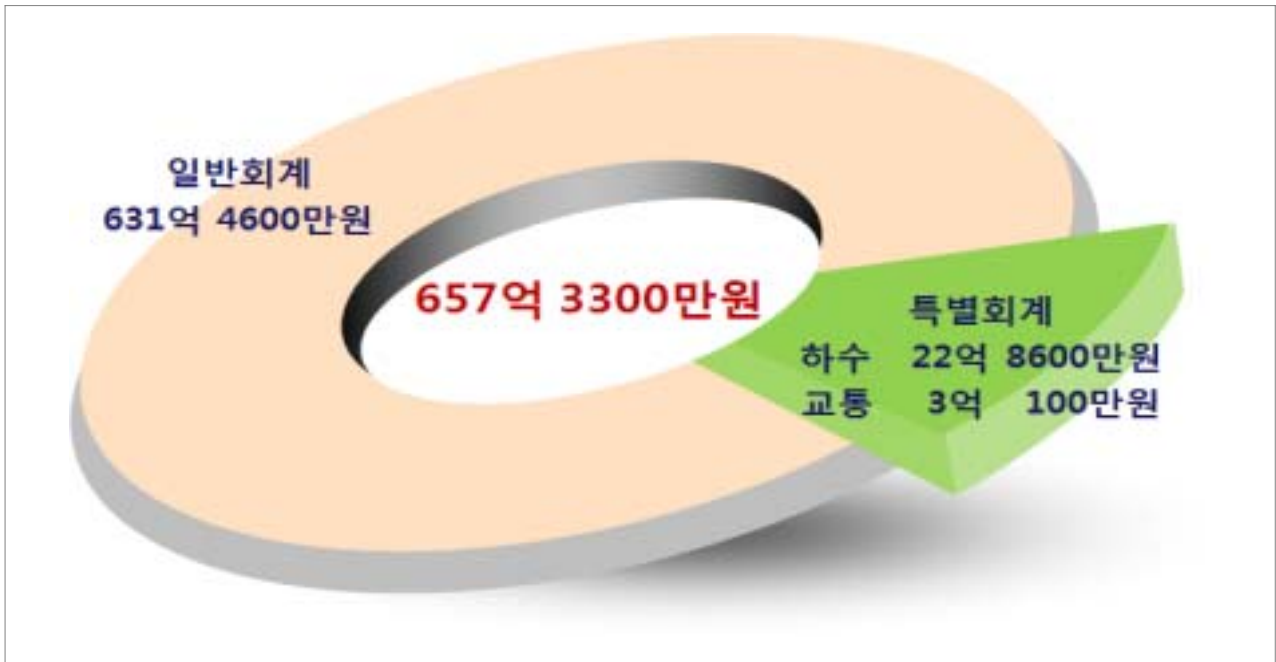 일반회계
631억 4600만원
657억 3300만원
특별회계
하수 22억 8600만원
교통 3억 100만원